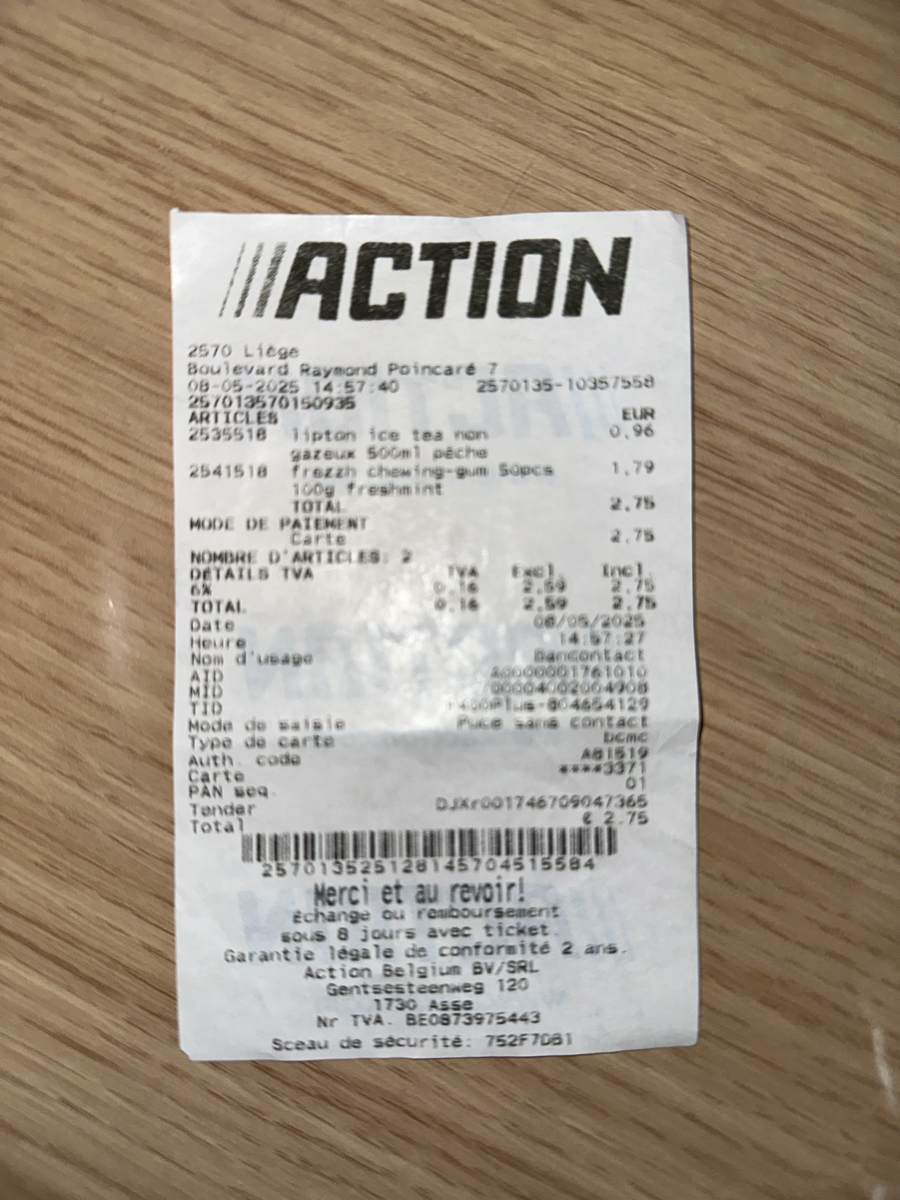 ACTION
2570 Liège
Boulevard Raymond Poincaré 7
08-05-2025 14:57:40 2570135-10357558
257013570150935
ARTICLES EUR
2535518 lipton ice tea non 0.96
gazeux 500ml pêche
2541518 frezzh chewing-gum 50pcs 1.79
100g freshmint
TOTAL 2.75
MODE DE PAIEMENT
Carte 2.75
NOMBRE D'ARTICLES: 2
DÉTAILS TVA TVA Excl. Incl.
6% 0.16 2.59 2.75
TOTAL 0.16 2.59 2.75
Date 08/05/2025
Heure 14:57:27
Nom d'usage Bancontact
AID A0000001761010
MID 00004002004908
TID P400Plus-804654129
Mode de saisie Puce sans contact
Type de carte bcmc
Auth. code A81519
Carte ****3371
PAN seq. 01
Tender DJXr001746709047365
Total € 2.75
257013525128145704515584
Merci et au revoir!
Échange ou remboursement
sous 8 jours avec ticket.
Garantie légale de conformité 2 ans.
Action Belgium BV/SRL
Gentsesteenweg 120
1730 Asse
Nr TVA. BE0873975443
Sceau de sécurité: 752F7DB1